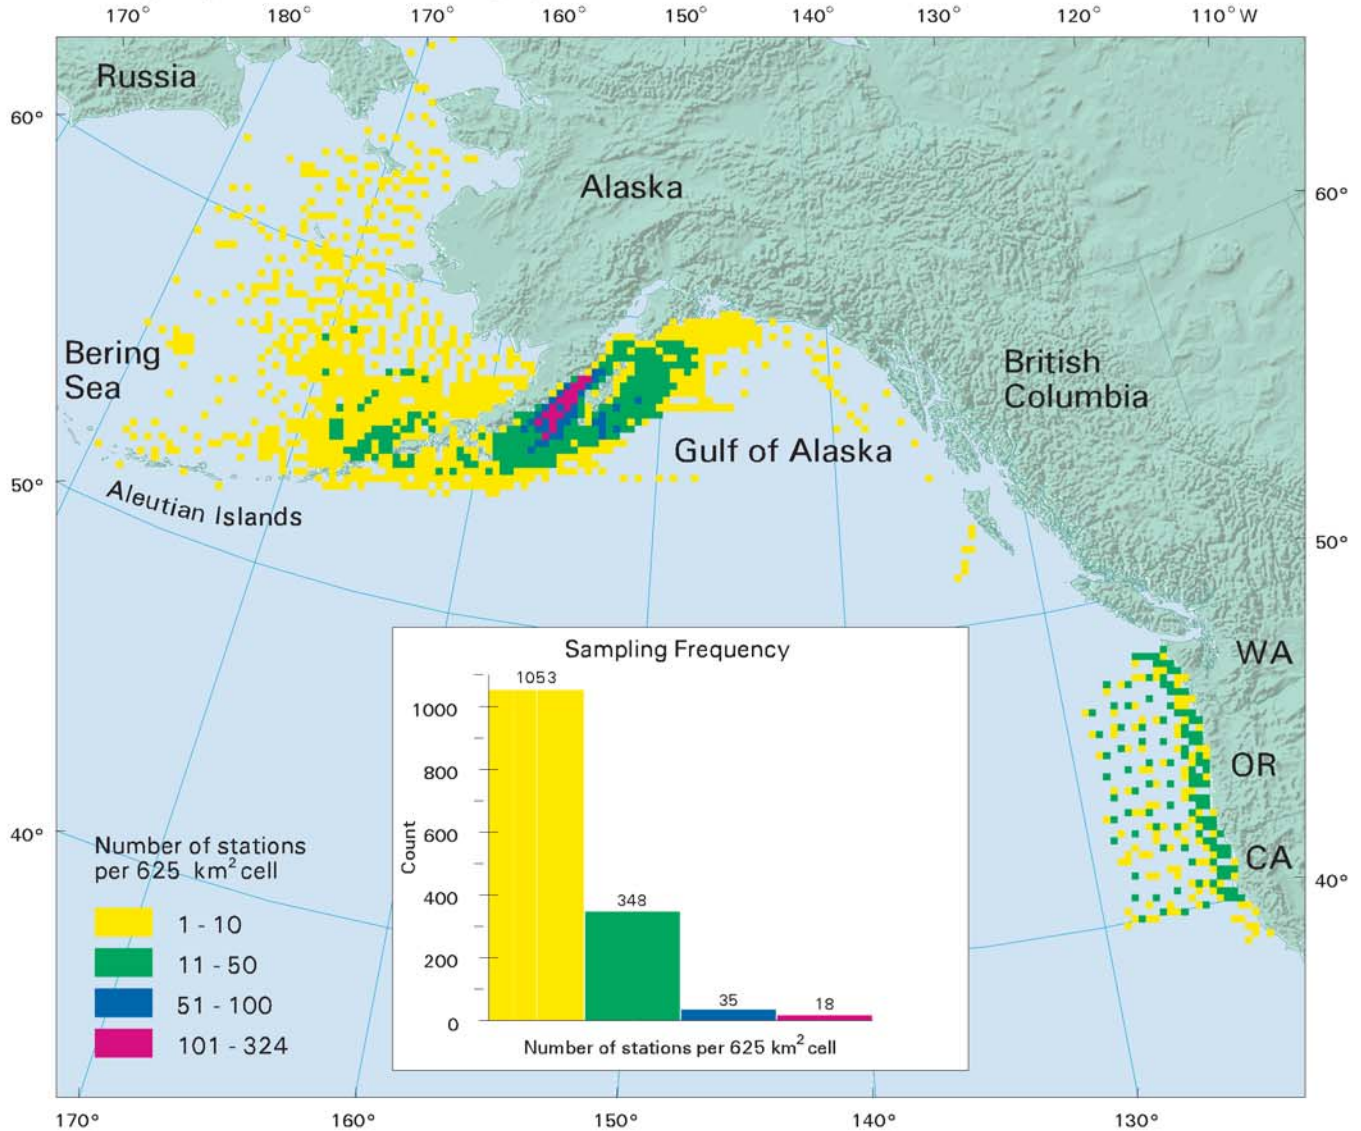 170° 180° 170° 160° 150° 140° 130° 120° 110° W
Russia
60°
Alaska
60°
Bering
Sea
British
Columbia
Gulf of Alaska
50°
Aleutian Islands
50°
Sampling Frequency
WA
1053
1000
OR
800
600
Count
CA
400
348
200
35
18
0
Number of stations per 625 km² cell
40°
40°
Number of stations
per 625 km² cell
1 - 10
11 - 50
51 - 100
101 - 324
170° 160° 150° 140° 130°